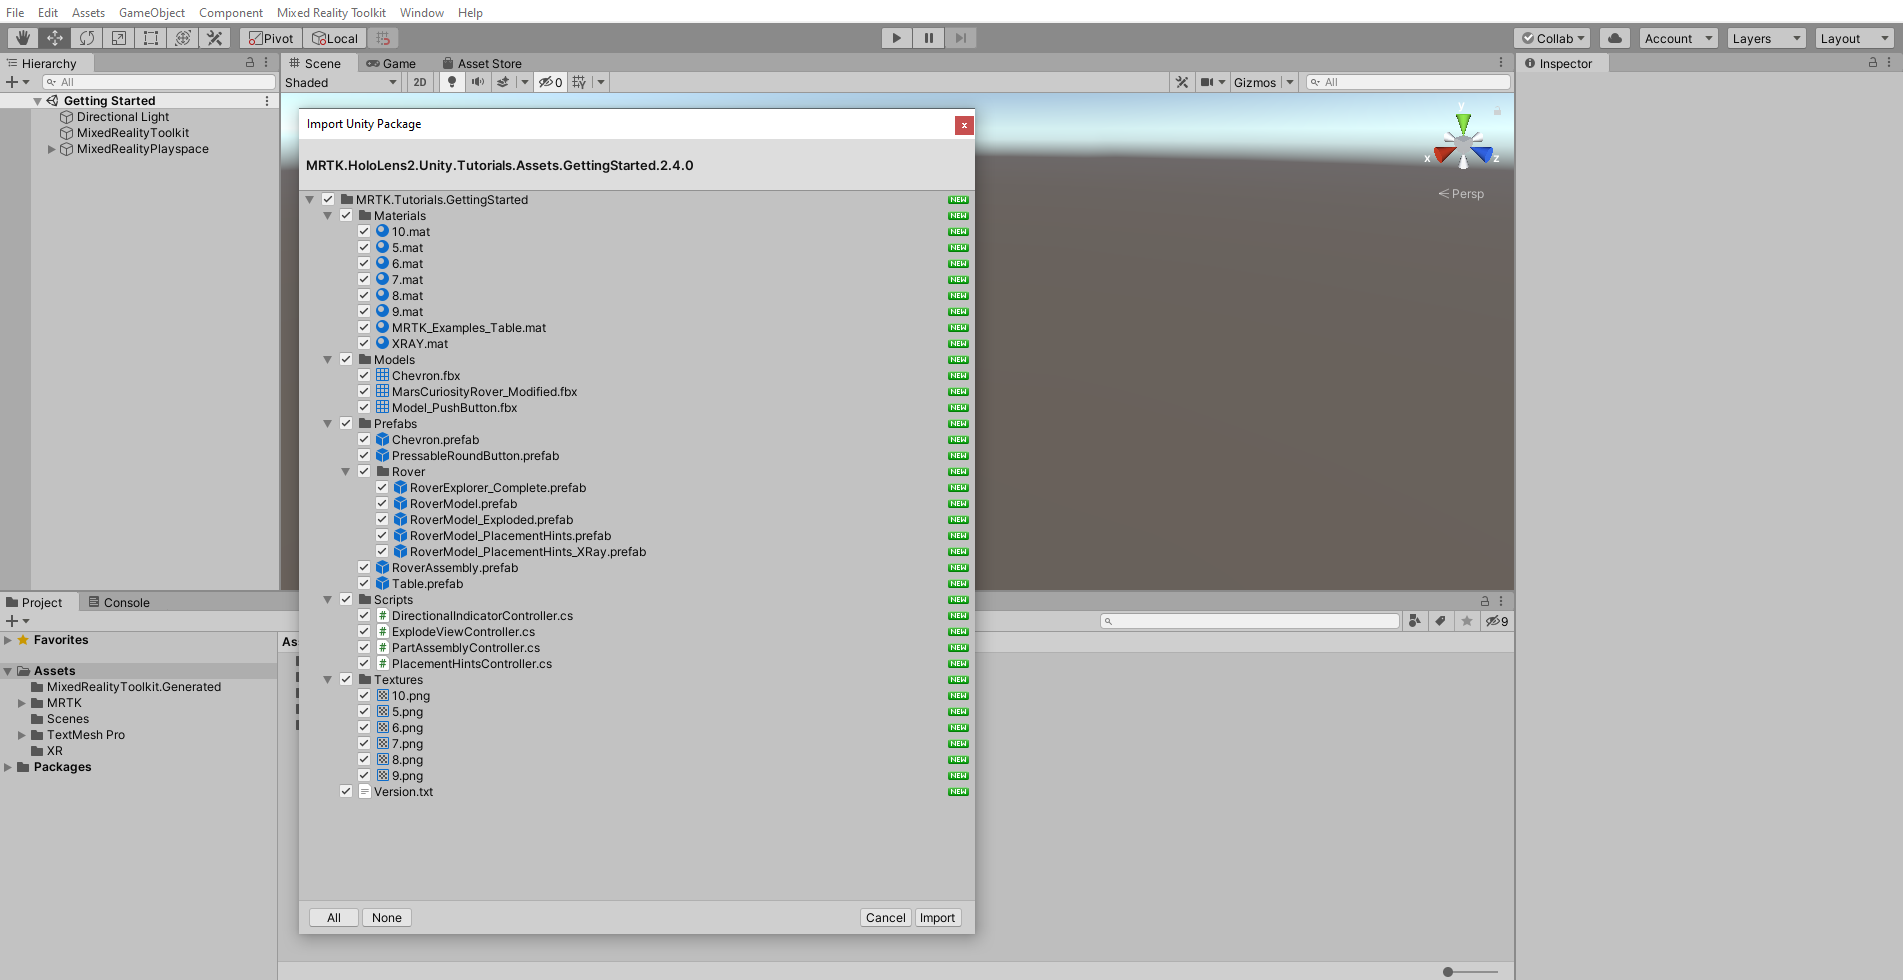 File Edit Assets GameObject Component Mixed Reality Toolkit Window Help
Pivot Local Collab Account Layers Layout
Hierarchy
All
Getting Started
Directional Light
MixedRealityToolkit
MixedRealityPlayspace
Scene Game Asset Store
Shaded 2D 0 Gizmos All
y
x z
Persp
Inspector
Import Unity Package x
MRTK.HoloLens2.Unity.Tutorials.Assets.GettingStarted.2.4.0
MRTK.Tutorials.GettingStarted NEW
Materials NEW
10.mat NEW
5.mat NEW
6.mat NEW
7.mat NEW
8.mat NEW
9.mat NEW
MRTK_Examples_Table.mat NEW
XRAY.mat NEW
Models NEW
Chevron.fbx NEW
MarsCuriosityRover_Modified.fbx NEW
Model_PushButton.fbx NEW
Prefabs NEW
Chevron.prefab NEW
PressableRoundButton.prefab NEW
Rover NEW
RoverExplorer_Complete.prefab NEW
RoverModel.prefab NEW
RoverModel_Exploded.prefab NEW
RoverModel_PlacementHints.prefab NEW
RoverModel_PlacementHints_XRay.prefab NEW
RoverAssembly.prefab NEW
Table.prefab NEW
Scripts NEW
DirectionalIndicatorController.cs NEW
ExplodeViewController.cs NEW
PartAssemblyController.cs NEW
PlacementHintsController.cs NEW
Textures NEW
10.png NEW
5.png NEW
6.png NEW
7.png NEW
8.png NEW
9.png NEW
Version.txt NEW
All None Cancel Import
Project Console
9
Favorites
Assets
MixedRealityToolkit.Generated
MRTK
Scenes
TextMesh Pro
XR
Packages
As